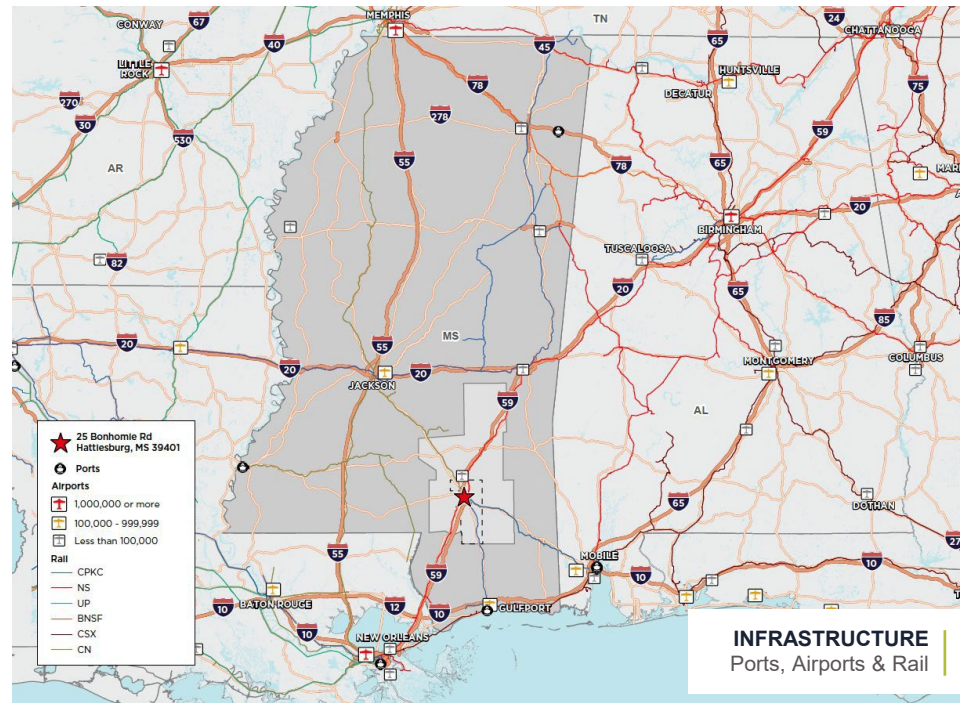 CONWAY
67
MEMPHIS
TN
24
CHATTANOOGA
40
45
65
LITTLE
ROCK
HUNTSVILLE
DECATUR
75
270
30
78
278
59
530
55
65
78
AR
MS
20
82
BIRMINGHAM
TUSCALOOSA
20
65
85
55
20
MONTGOMERY
COLUMBUS
20
JACKSON
20
59
AL
25 Bonhomie Rd
Hattiesburg, MS 39401
Ports
Airports
1,000,000 or more
100,000 - 999,999
Less than 100,000
Rail
CPKC
NS
UP
BNSF
CSX
CN
65
DOTHAN
27
55
59
MOBILE
10
10
BATON ROUGE
10
12
10
GULFPORT
10
NEW ORLEANS
10
INFRASTRUCTURE
Ports, Airports & Rail